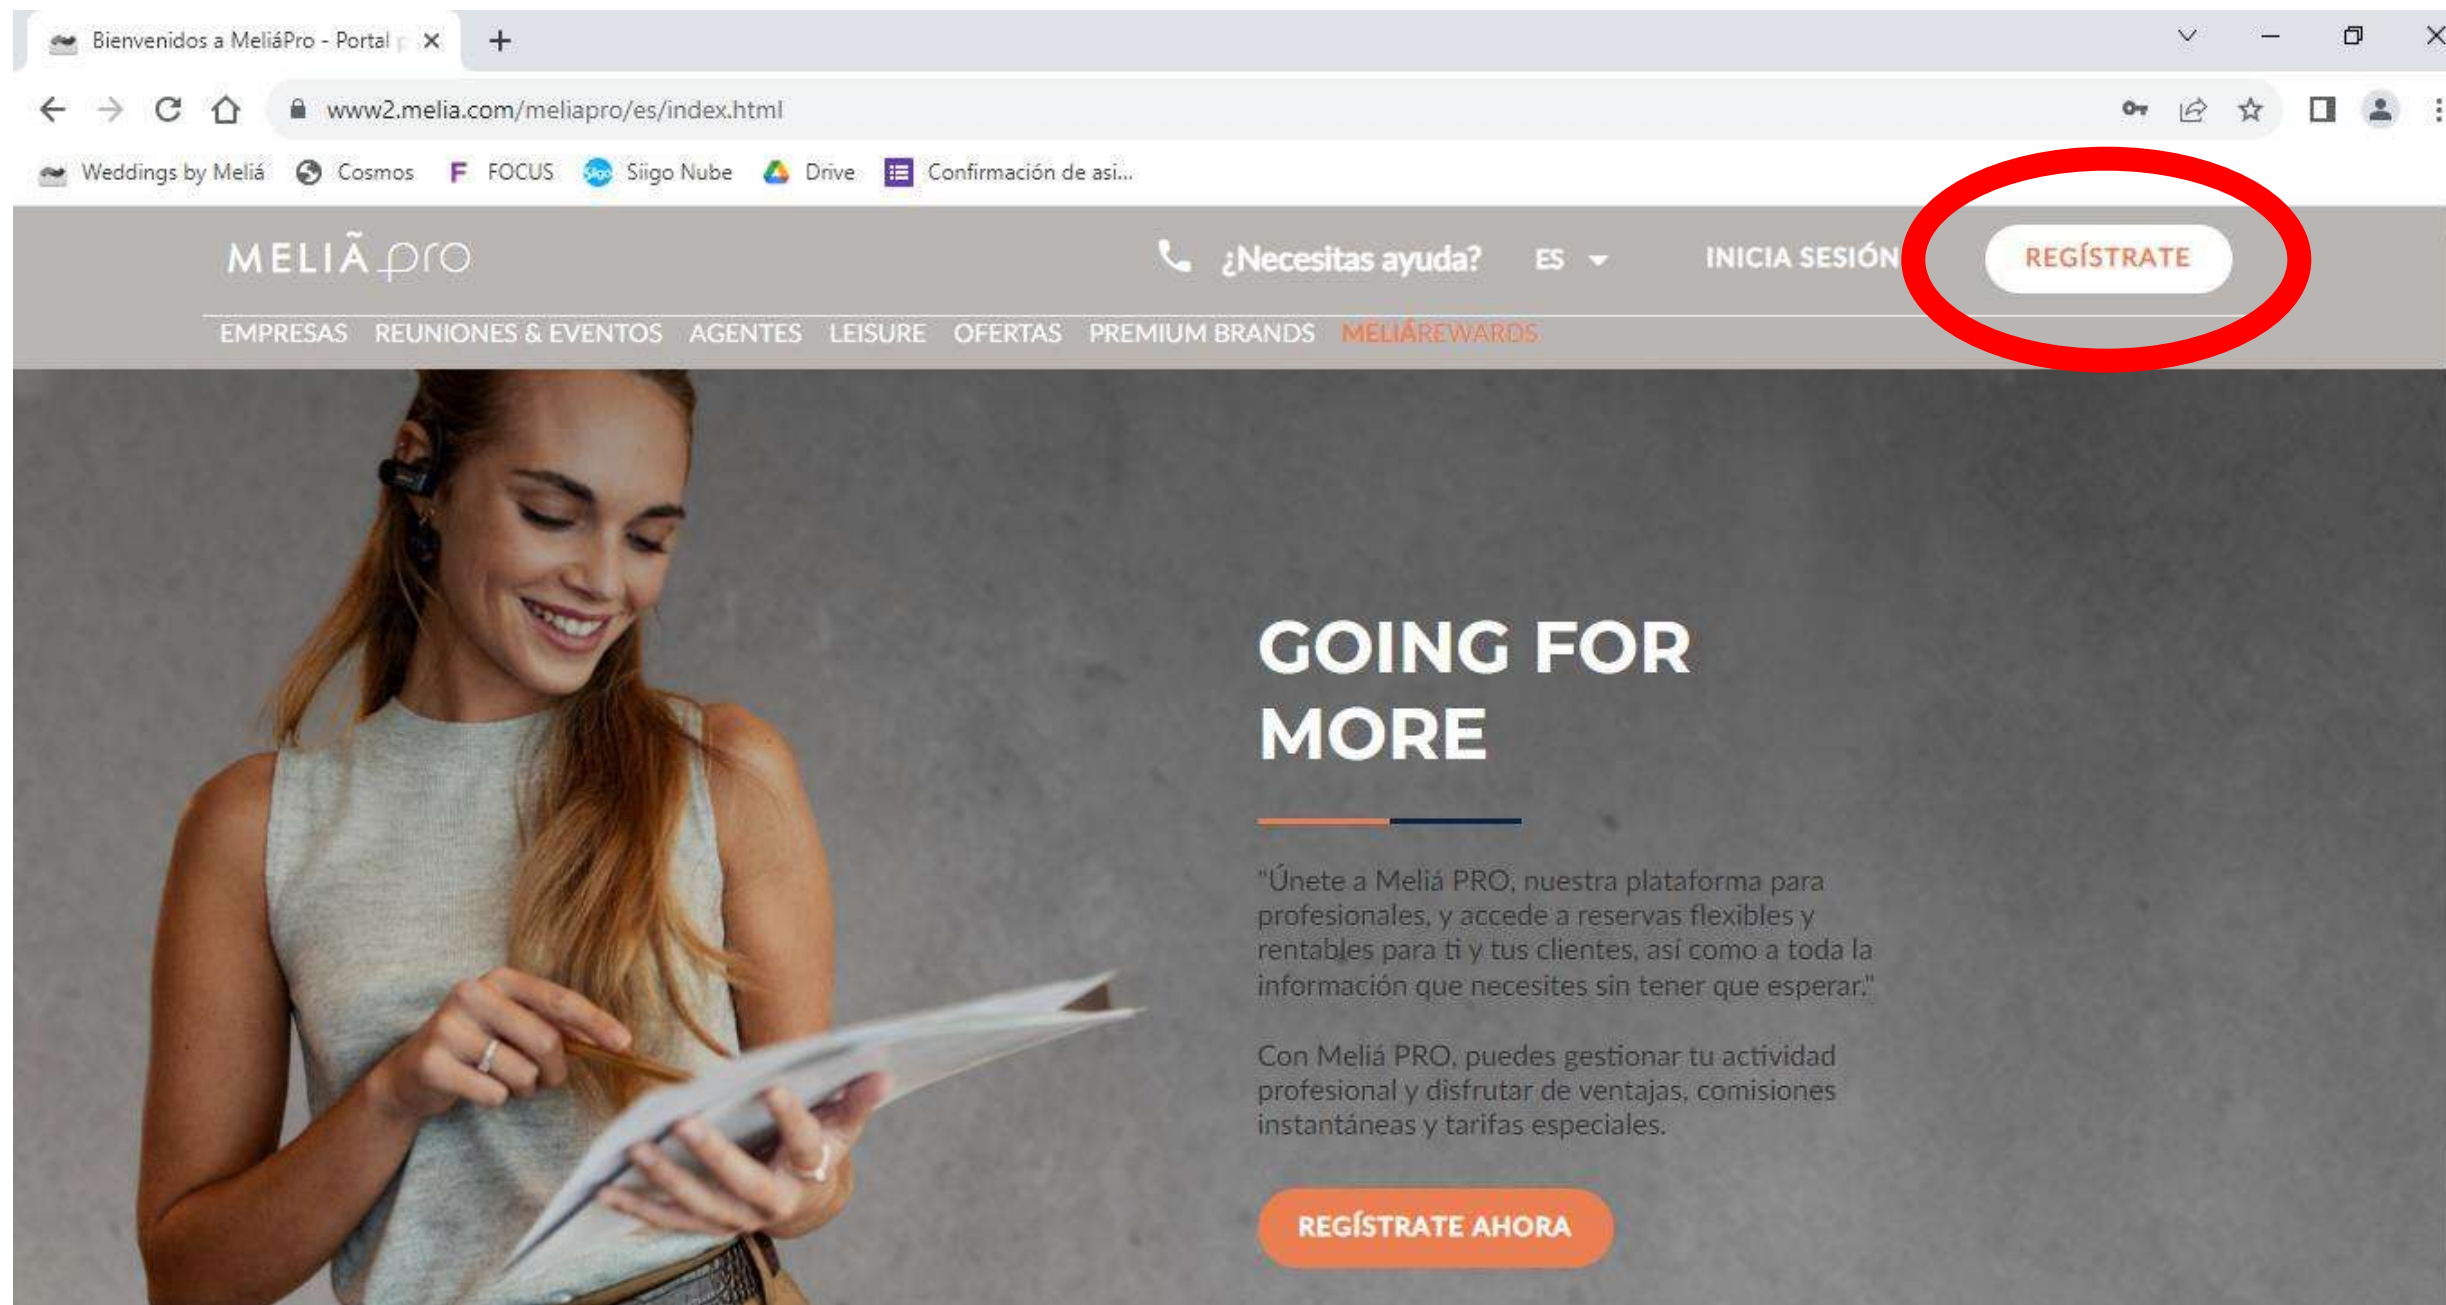 Bienvenidos a MeliáPro - Portal
www2.melia.com/meliapro/es/index.html
Weddings by Meliá Cosmos F FOCUS Siigo Siigo Nube Drive Confirmación de asi...
MELIÃ pro ¿Necesitas ayuda? ES INICIA SESIÓN REGÍSTRATE
EMPRESAS REUNIONES & EVENTOS AGENTES LEISURE OFERTAS PREMIUM BRANDS MELIÁREWARDS
GOING FOR
MORE
"Únete a Meliá PRO, nuestra plataforma para
profesionales, y accede a reservas flexibles y
rentables para ti y tus clientes, así como a toda la
información que necesites sin tener que esperar."
Con Meliá PRO, puedes gestionar tu actividad
profesional y disfrutar de ventajas, comisiones
instantáneas y tarifas especiales.
REGÍSTRATE AHORA